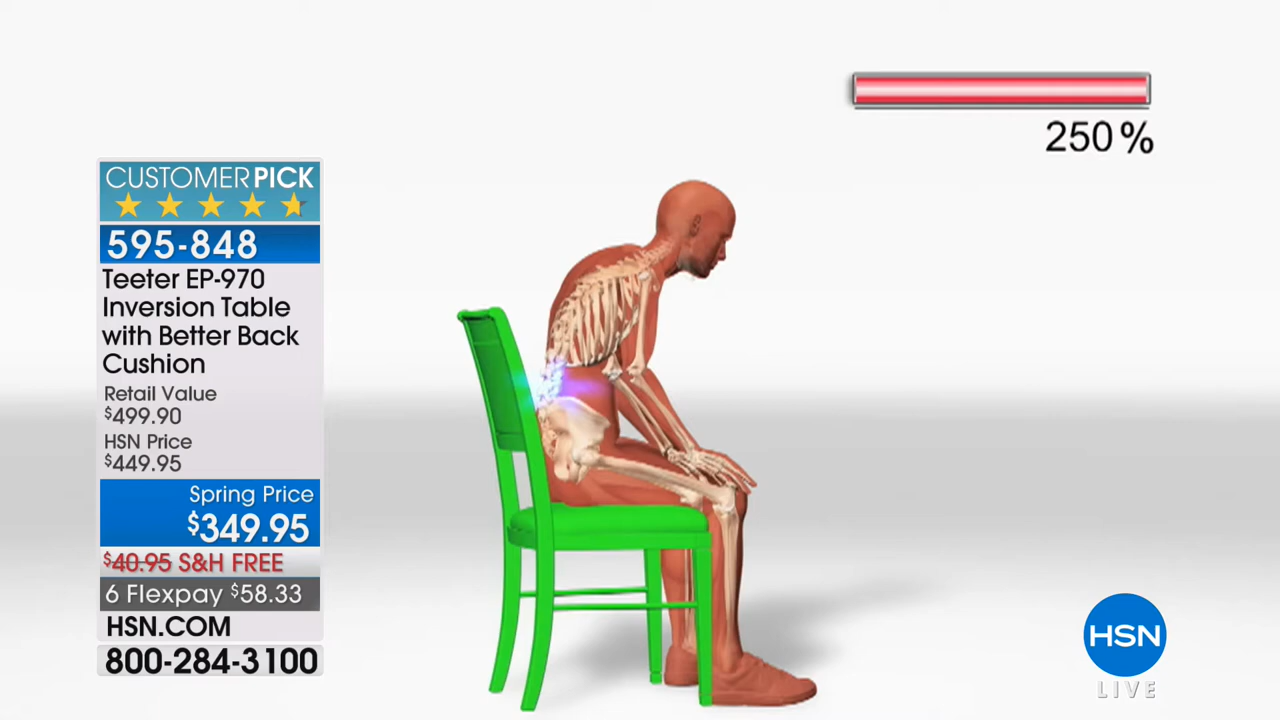 CUSTOMERPICK
595-848
Teeter EP-970
Inversion Table
with Better Back
Cushion
Retail Value
$499.90
HSN Price
$449.95
Spring Price
$349.95
$40.95 S&H FREE
6 Flexpay $58.33
HSN.COM
800-284-3100
250%
HSN
LIVE